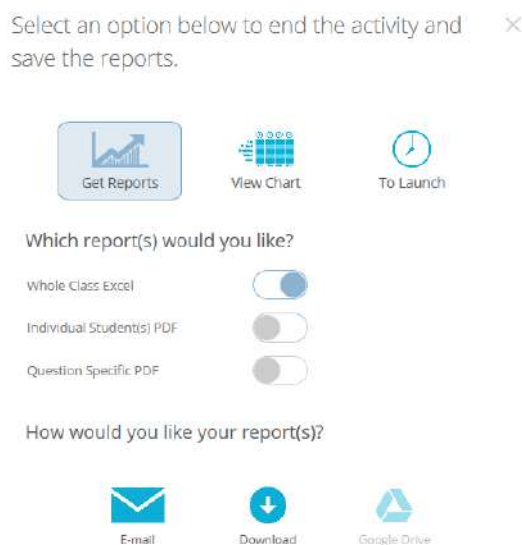 Select an option below to end the activity and
save the reports.
Get Reports
View Chart
To Launch
Which report(s) would you like?
Whole Class Excel
Individual Student(s) PDF
Question Specific PDF
How would you like your report(s)?
E-mail
Download
Google Drive